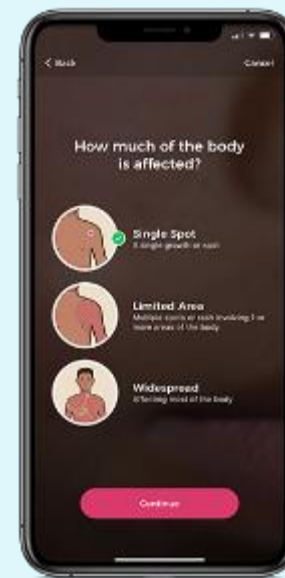 Back
Cancel
How much of the body
is affected?
Single Spot
A single growth or rash
Limited Area
Multiple spots or rash involving 1 or
more areas of the body
Widespread
Affecting most of the body
Continue